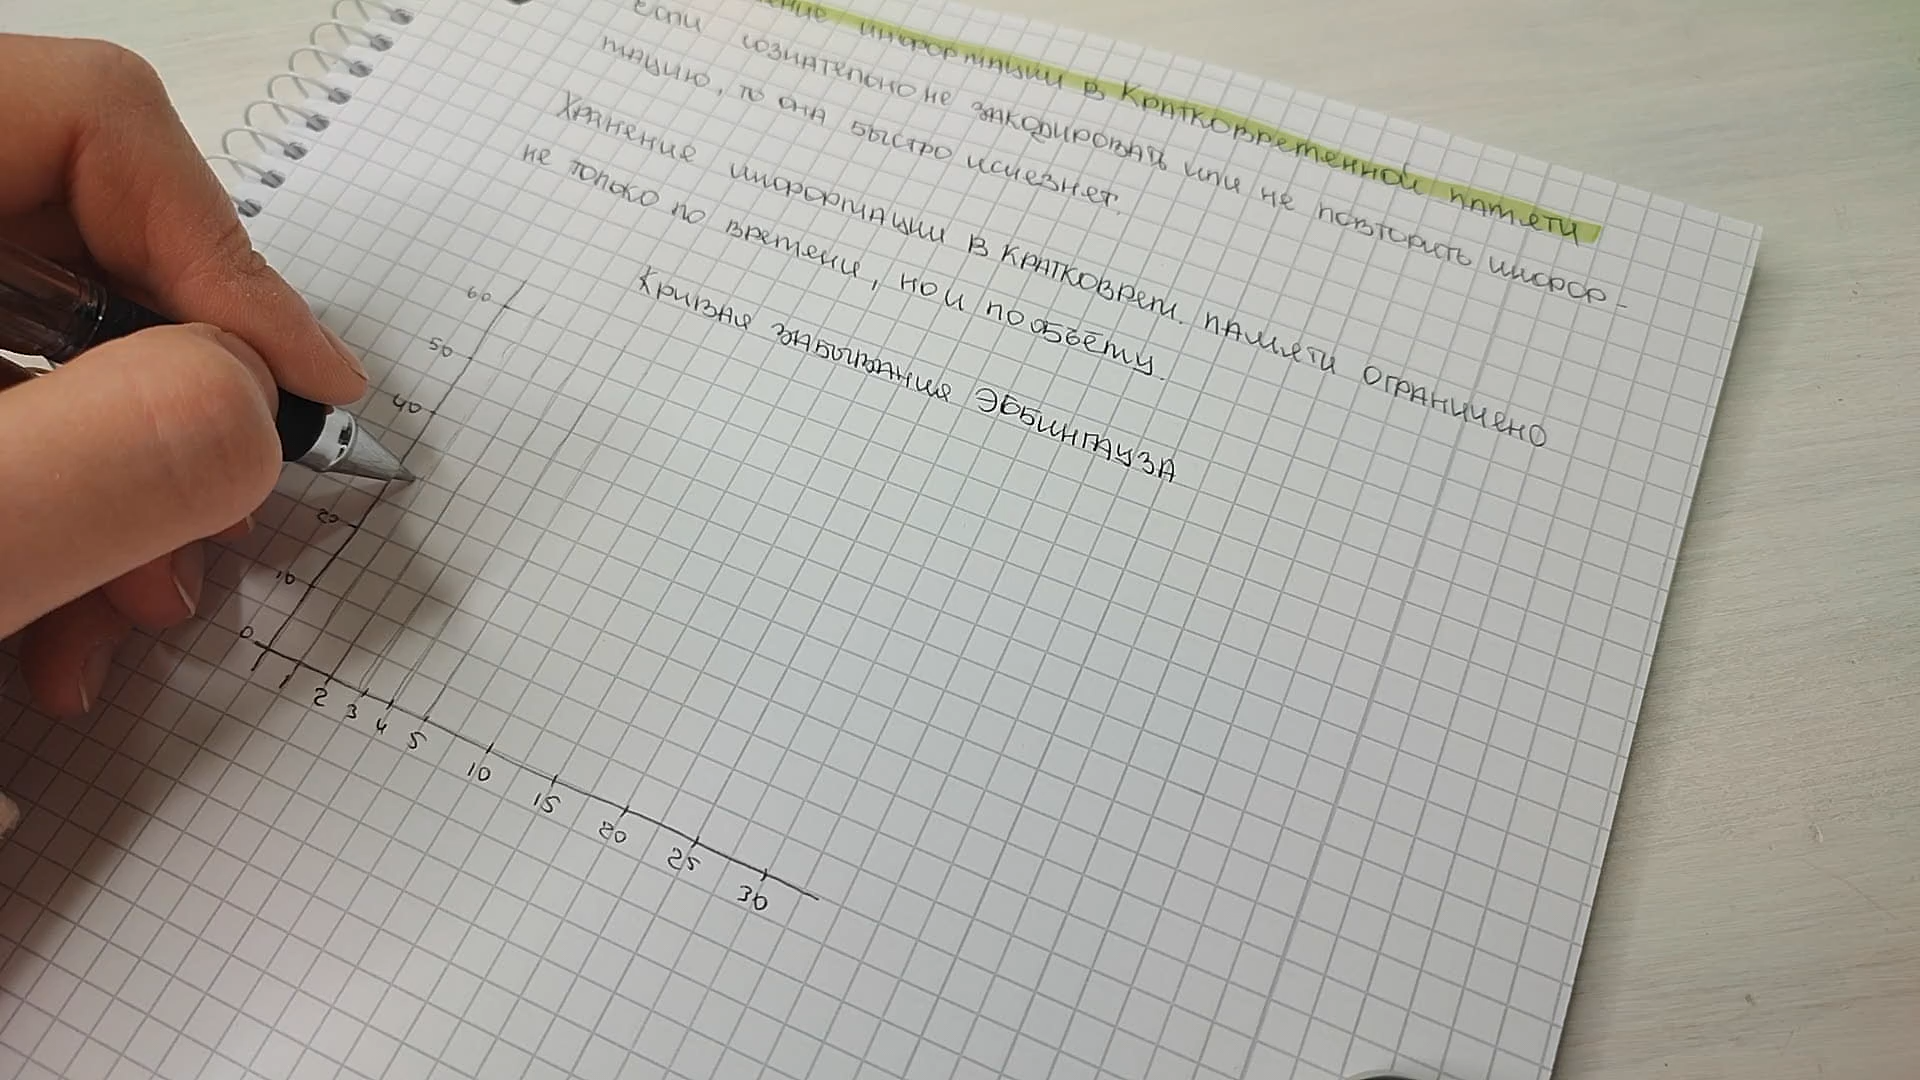 информации в кратковременной памяти
Если сознательно не закодировать или не повторить инфор-
мацию, то она быстро исчезнет.
Хранение информации в кратковрем. памяти ограничено
не только по времени, но и по объёму.
Кривая забывания Эббингауза
60
50
40
20
10
0
1 2 3 4 5 10 15 20 25 30